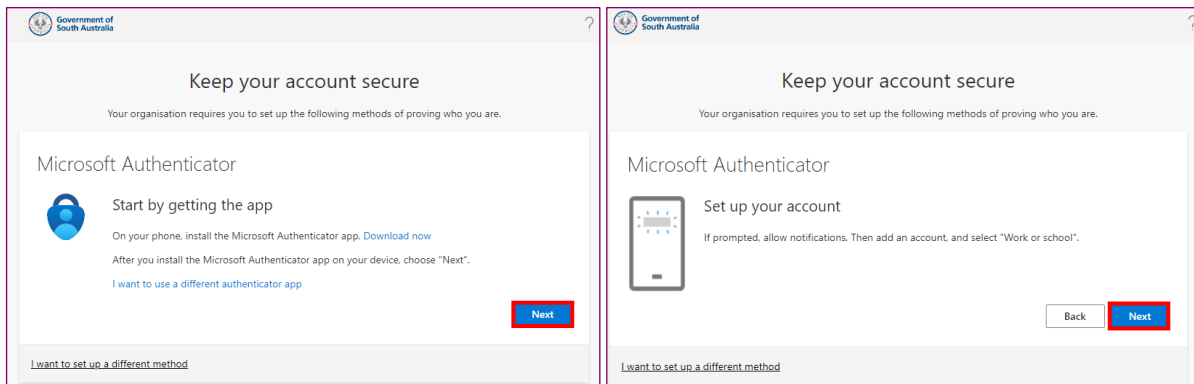 Government of
South Australia
?
Keep your account secure
Your organisation requires you to set up the following methods of proving who you are.
Microsoft Authenticator
Start by getting the app
On your phone, install the Microsoft Authenticator app. Download now
After you install the Microsoft Authenticator app on your device, choose "Next".
I want to use a different authenticator app
Next
I want to set up a different method
Government of
South Australia
?
Keep your account secure
Your organisation requires you to set up the following methods of proving who you are.
Microsoft Authenticator
Set up your account
If prompted, allow notifications. Then add an account, and select "Work or school".
Back
Next
I want to set up a different method